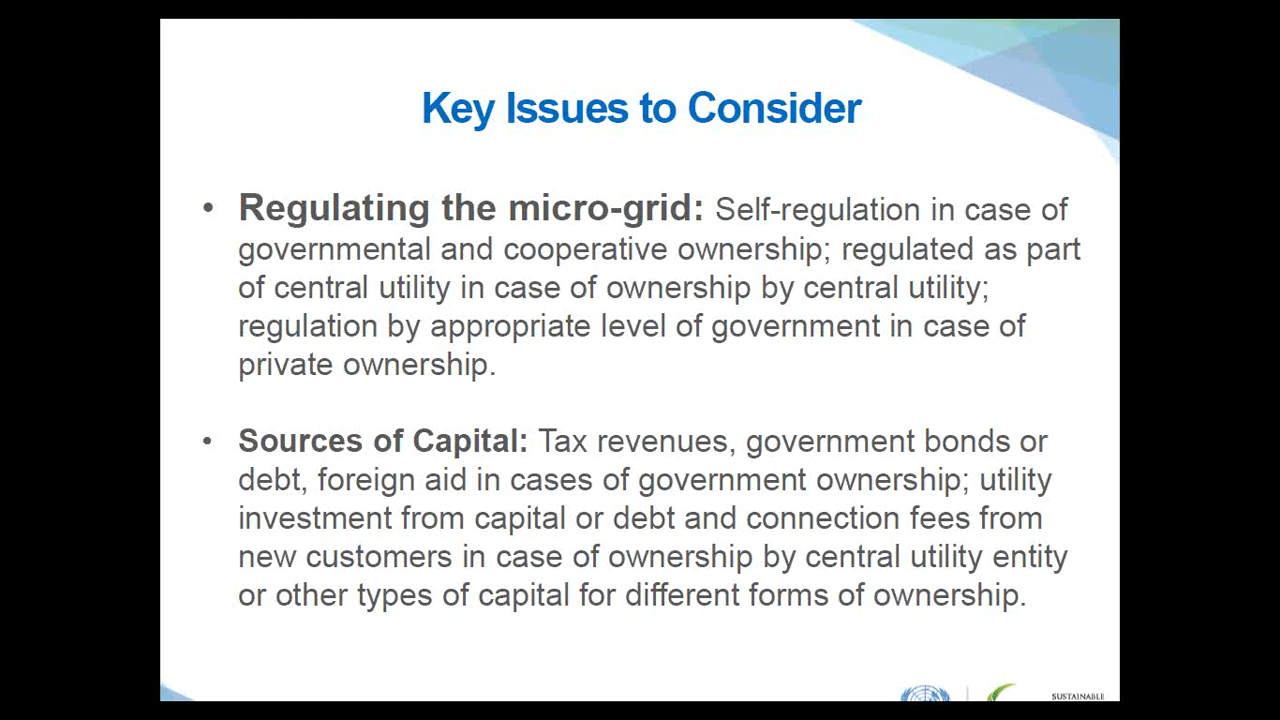 Key Issues to Consider
• Regulating the micro-grid: Self-regulation in case of
governmental and cooperative ownership; regulated as part
of central utility in case of ownership by central utility;
regulation by appropriate level of government in case of
private ownership.
• Sources of Capital: Tax revenues, government bonds or
debt, foreign aid in cases of government ownership; utility
investment from capital or debt and connection fees from
new customers in case of ownership by central utility entity
or other types of capital for different forms of ownership.
SUSTAINABLE